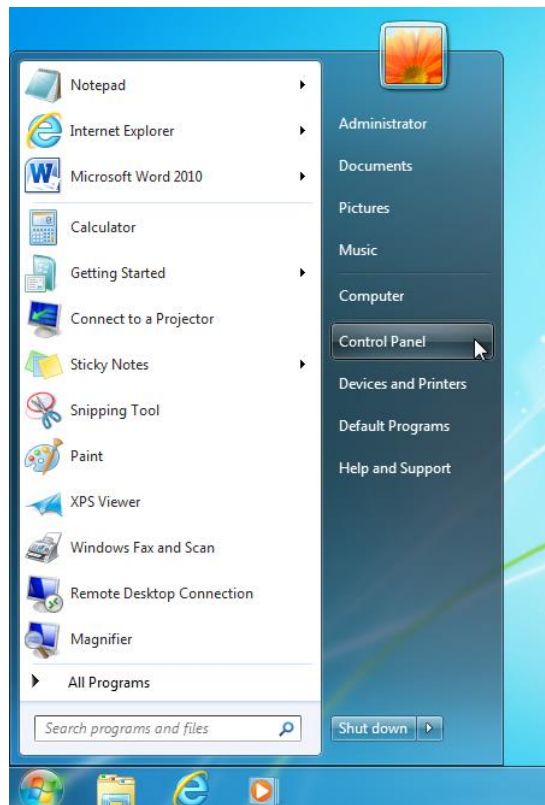 Notepad
Internet Explorer
Microsoft Word 2010
Calculator
Getting Started
Connect to a Projector
Sticky Notes
Snipping Tool
Paint
XPS Viewer
Windows Fax and Scan
Remote Desktop Connection
Magnifier
All Programs
Search programs and files
Administrator
Documents
Pictures
Music
Computer
Control Panel
Devices and Printers
Default Programs
Help and Support
Shut down